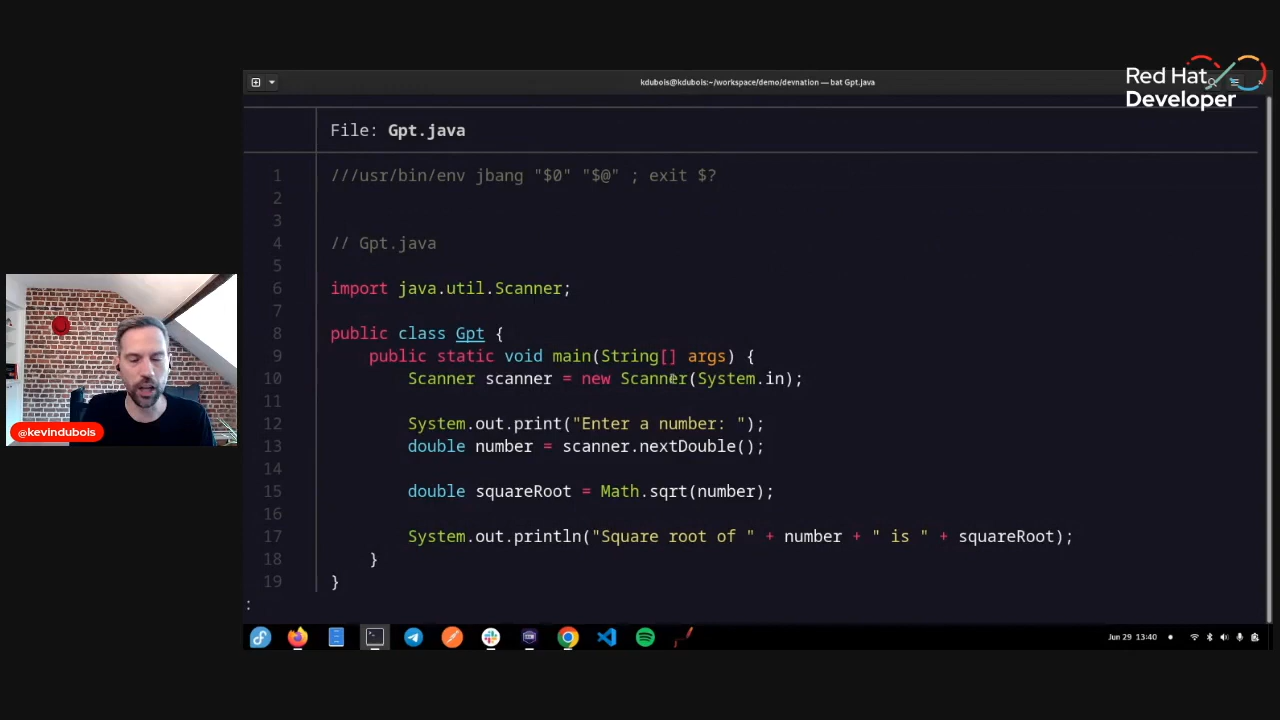 Red Hat
Developer
kdubois@kdubois:~/workspace/demo/devnation — bat Gpt.java
File: Gpt.java
1 ///usr/bin/env jbang "$0" "$@" ; exit $?
2
3
4 // Gpt.java
5
6 import java.util.Scanner;
7
8 public class Gpt {
9 public static void main(String[] args) {
10 Scanner scanner = new Scanner(System.in);
11
12 System.out.print("Enter a number: ");
13 double number = scanner.nextDouble();
14
15 double squareRoot = Math.sqrt(number);
16
17 System.out.println("Square root of " + number + " is " + squareRoot);
18 }
19 }
:
@kevindubois
Jun 29 13:40